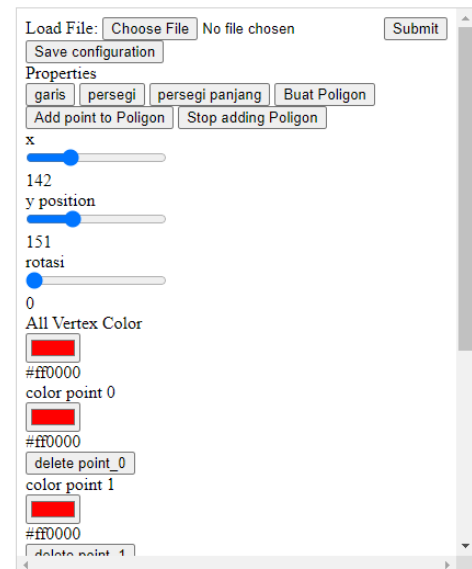 Load File: Choose File No file chosen Submit
Save configuration
Properties
garis persegi persegi panjang Buat Poligon
Add point to Poligon Stop adding Poligon
x
142
y position
151
rotasi
0
All Vertex Color
#ff0000
color point 0
#ff0000
delete point_0
color point 1
#ff0000
delete point_1